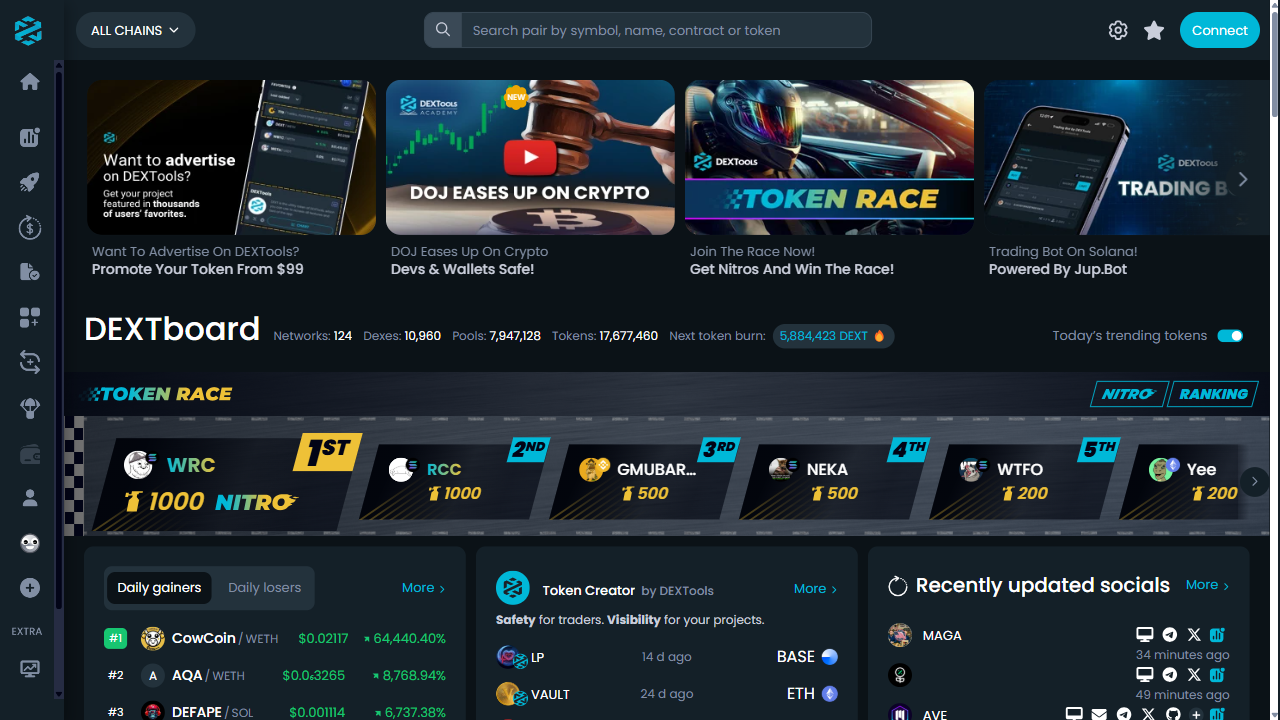 ALL CHAINS
Search pair by symbol, name, contract or token
Connect
Want to advertise
on DEXTools?
Get your project
featured in thousands
of users' favorites.
DEXTools
ACADEMY
NEW
DOJ EASES UP ON CRYPTO
DEXTools
TOKEN RACE
DEXTools
TRADING B
Want To Advertise On DEXTools?
Promote Your Token From $99
DOJ Eases Up On Crypto
Devs & Wallets Safe!
Join The Race Now!
Get Nitros And Win The Race!
Trading Bot On Solana!
Powered By Jup.Bot
DEXTboard
Networks: 124 Dexes: 10,960 Pools: 7,947,128 Tokens: 17,677,460 Next token burn: 5,884,423 DEXT
Today's trending tokens
TOKEN RACE
NITRO
RANKING
1ST
WRC
1000 NITRO
2ND
RCC
1000
3RD
GMUBAR...
500
4TH
NEKA
500
5TH
WTFO
200
Yee
200
Daily gainers
Daily losers
More
#1 CowCoin / WETH $0.02117 64,440.40%
#2 A AQA / WETH $0.0₆3265 8,768.94%
#3 DEFAPE / SOL $0.001114 6,737.38%
Token Creator by DEXTools
More
Safety for traders. Visibility for your projects.
LP 14 d ago BASE
VAULT 24 d ago ETH
Recently updated socials
More
MAGA
34 minutes ago
49 minutes ago
AVE
EXTRA